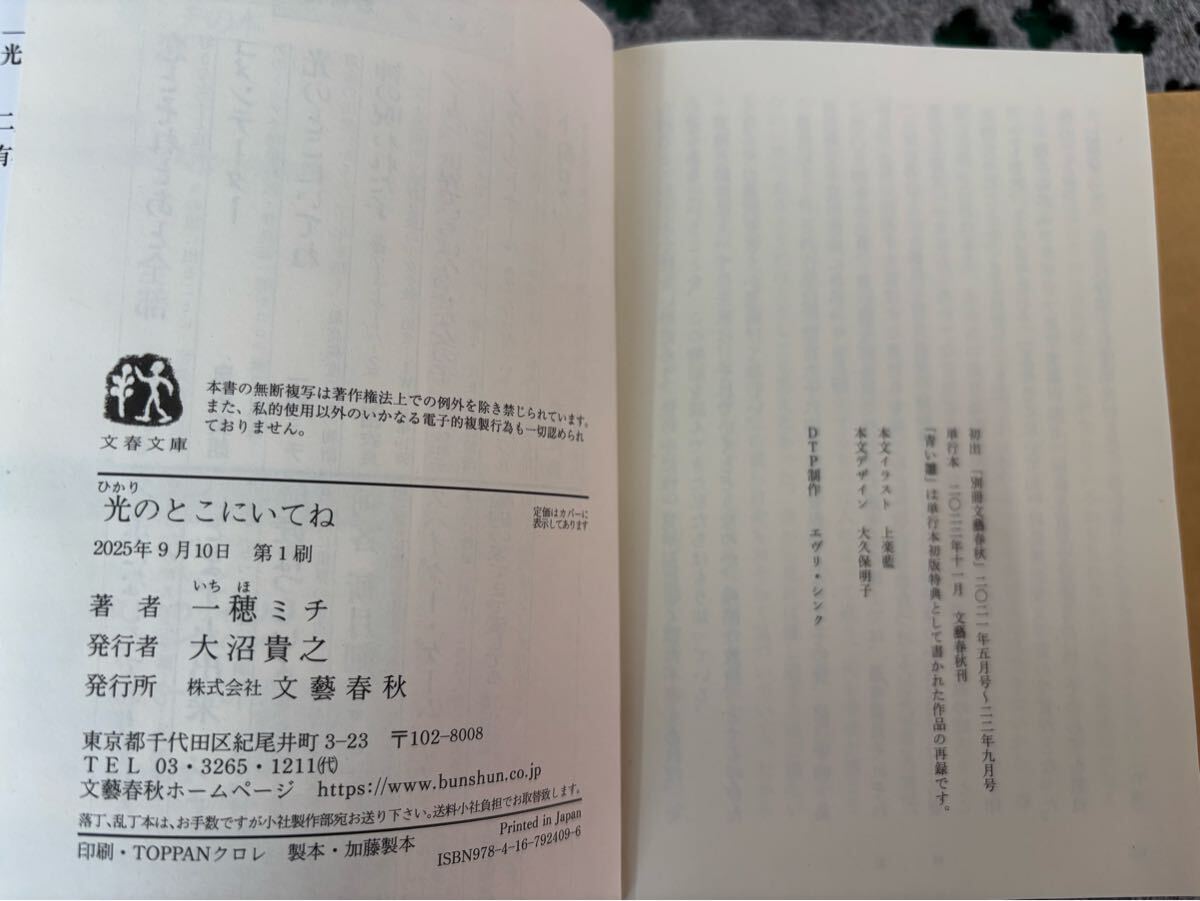 初出 「別冊文藝春秋」二〇二一年五月号～二二年九月号
単行本 二〇二二年十一月 文藝春秋刊
「青い雛」は単行本初版特典として書かれた作品の再録です。
本文イラスト 上楽藍
本文デザイン 大久保明子
DTP制作 エヴリ・シンク
本書の無断複写は著作権法上での例外を除き禁じられています。
また、私的使用以外のいかなる電子的複製行為も一切認められ
ておりません。
文春文庫
ひかり
光のとこにいてね
定価はカバーに
表示してあります
2025年9月10日 第1刷
いち ほ
著者 一穂ミチ
発行者 大沼貴之
発行所 株式会社 文藝春秋
東京都千代田区紀尾井町3-23 〒102-8008
TEL 03・3265・1211㈹
文藝春秋ホームページ https://www.bunshun.co.jp
落丁、乱丁本は、お手数ですが小社製作部宛お送り下さい。送料小社負担でお取替致します。
印刷・TOPPANクロレ 製本・加藤製本
Printed in Japan
ISBN978-4-16-792409-6
光
二
有